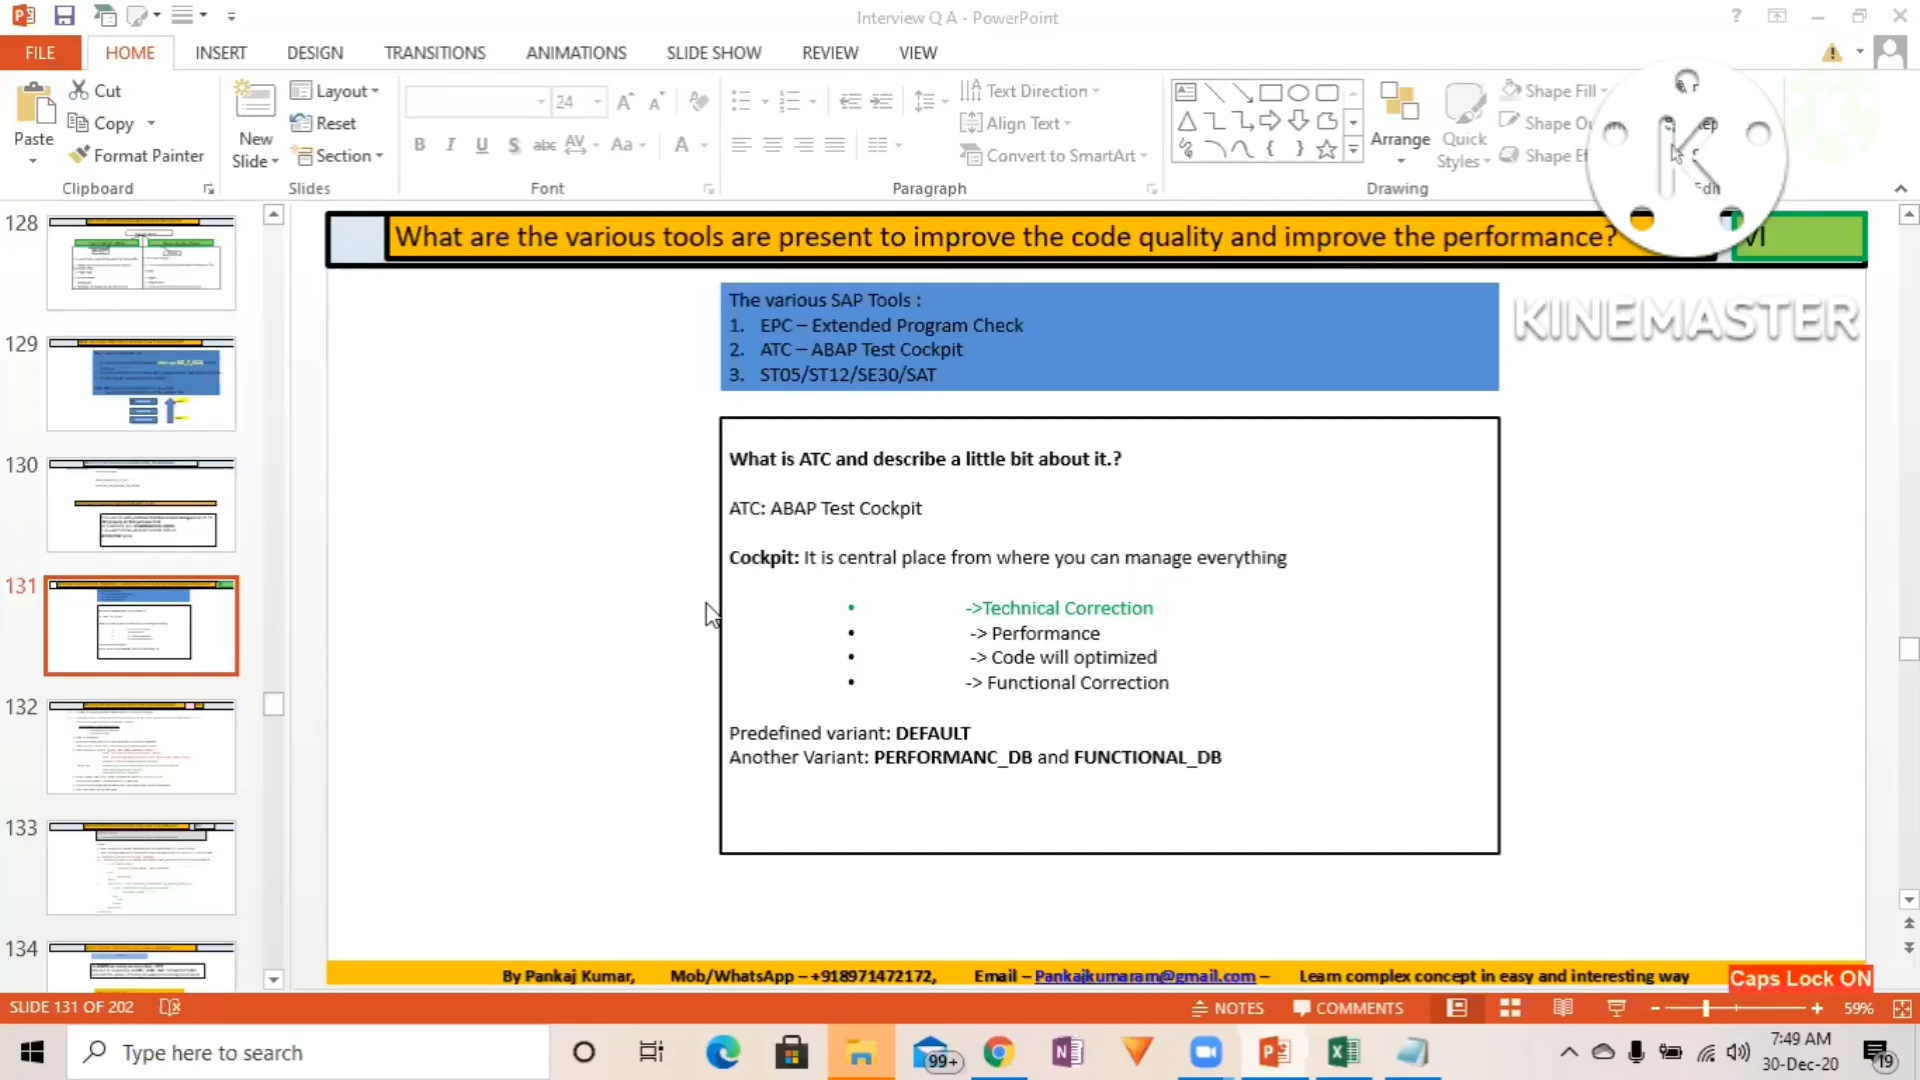 Interview Q A - PowerPoint
FILE
HOME
INSERT
DESIGN
TRANSITIONS
ANIMATIONS
SLIDE SHOW
REVIEW
VIEW
Paste
Cut
Copy
Format Painter
Clipboard
New
Slide
Layout
Reset
Section
Slides
24
Font
Text Direction
Align Text
Convert to SmartArt
Paragraph
Arrange
Quick
Styles
Shape Fill
Drawing
128
129
130
131
132
133
134
What are the various tools are present to improve the code quality and improve the performance?
KINEMASTER
The various SAP Tools :
1. EPC – Extended Program Check
2. ATC – ABAP Test Cockpit
3. ST05/ST12/SE30/SAT
What is ATC and describe a little bit about it.?
ATC: ABAP Test Cockpit
Cockpit: It is central place from where you can manage everything
• ->Technical Correction
• -> Performance
• -> Code will optimized
• -> Functional Correction
Predefined variant: DEFAULT
Another Variant: PERFORMANC_DB and FUNCTIONAL_DB
By Pankaj Kumar, Mob/WhatsApp – +918971472172, Email – Pankajkumaram@gmail.com – Learn complex concept in easy and interesting way
Caps Lock ON
SLIDE 131 OF 202
NOTES
COMMENTS
59%
Type here to search
99+
7:49 AM
30-Dec-20
19